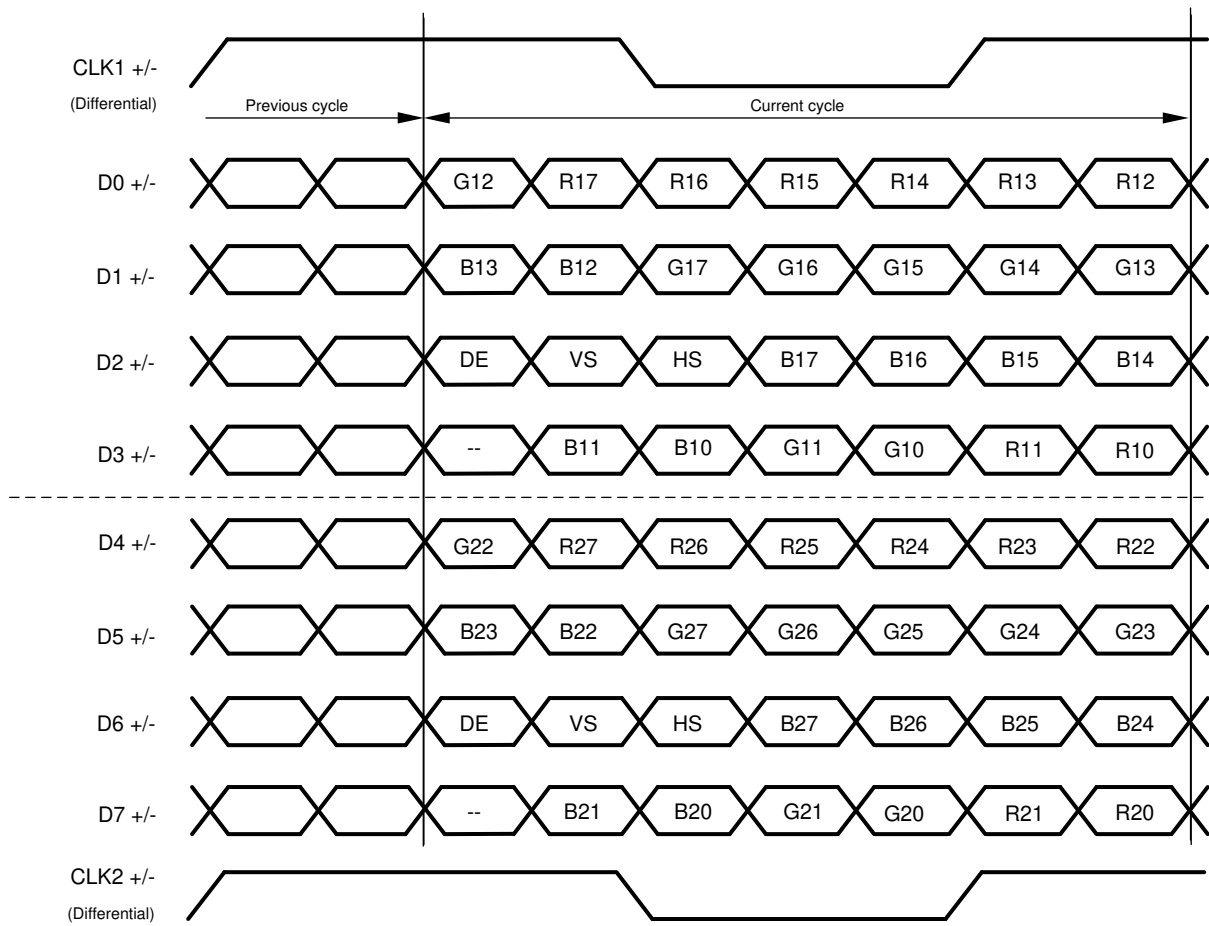 CLK1 +/-
(Differential)
Previous cycle
Current cycle
D0 +/- G12 R17 R16 R15 R14 R13 R12
D1 +/- B13 B12 G17 G16 G15 G14 G13
D2 +/- DE VS HS B17 B16 B15 B14
D3 +/- -- B11 B10 G11 G10 R11 R10
D4 +/- G22 R27 R26 R25 R24 R23 R22
D5 +/- B23 B22 G27 G26 G25 G24 G23
D6 +/- DE VS HS B27 B26 B25 B24
D7 +/- -- B21 B20 G21 G20 R21 R20
CLK2 +/-
(Differential)